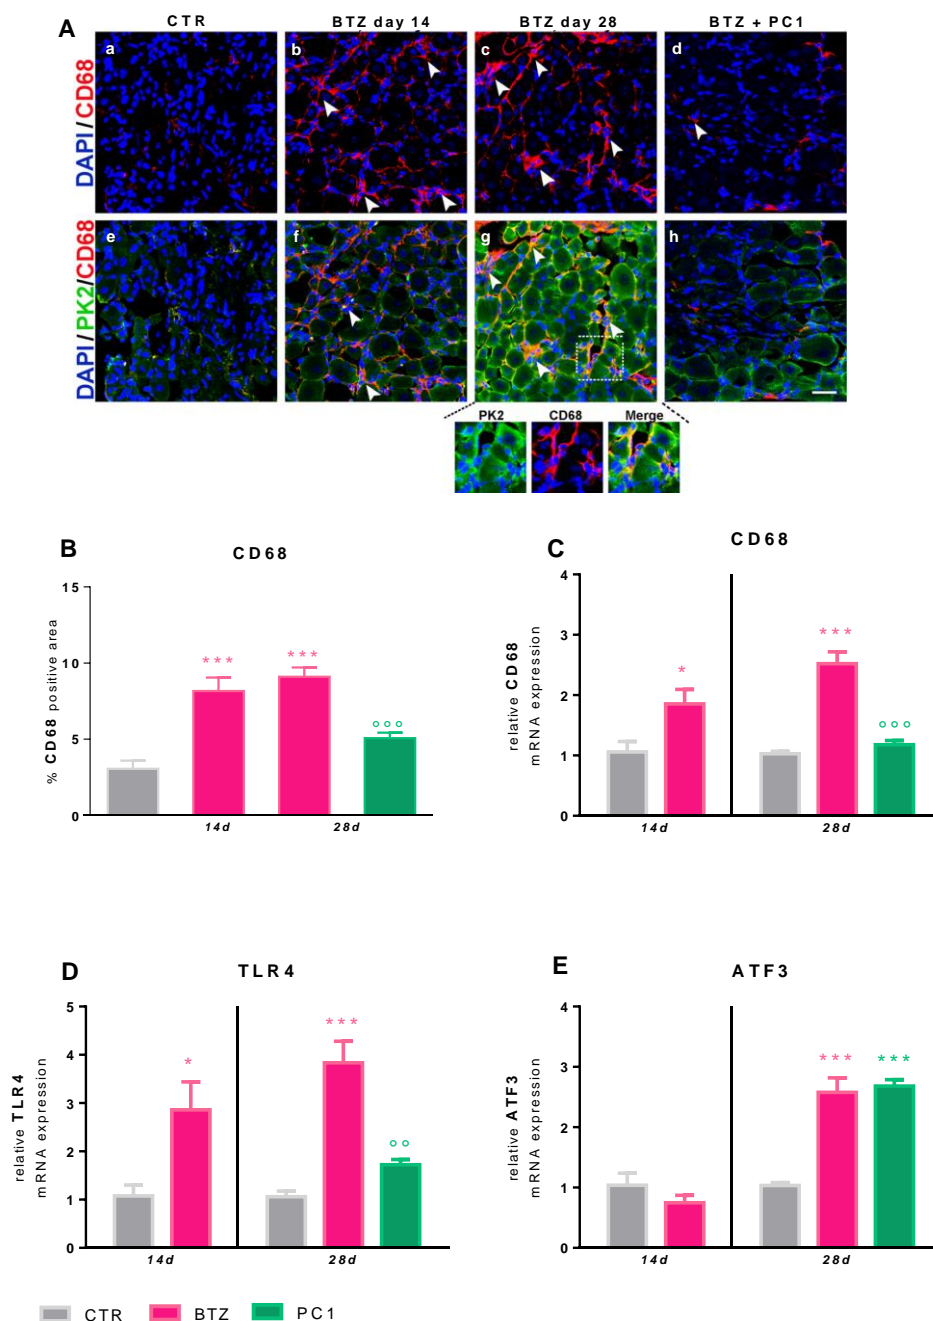 A
CTR
BTZ day 14
BTZ day 28
BTZ + PC1
DAPI/CD68
a
b
c
d
DAPI/PK2/CD68
e
f
g
h
PK2
CD68
Merge
B
CD68
% CD68 positive area
15
10
5
0
***
***
°°°
14d
28d
C
CD68
relative CD68
mRNA expression
4
3
2
1
0
*
***
°°°
14d
28d
D
TLR4
relative TLR4
mRNA expression
5
4
3
2
1
0
*
***
°°
14d
28d
E
ATF3
relative ATF3
mRNA expression
4
3
2
1
0
***
***
14d
28d
CTR
BTZ
PC1